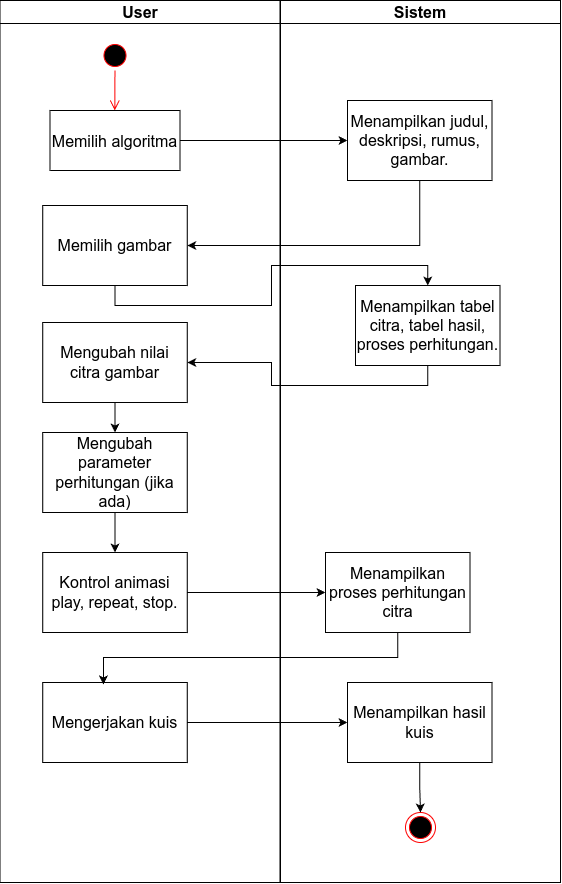 User
Sistem
Memilih algoritma
Menampilkan judul,
deskripsi, rumus,
gambar.
Memilih gambar
Menampilkan tabel
citra, tabel hasil,
proses perhitungan.
Mengubah nilai
citra gambar
Mengubah
parameter
perhitungan (jika
ada)
Kontrol animasi
play, repeat, stop.
Menampilkan
proses perhitungan
citra
Mengerjakan kuis
Menampilkan hasil
kuis